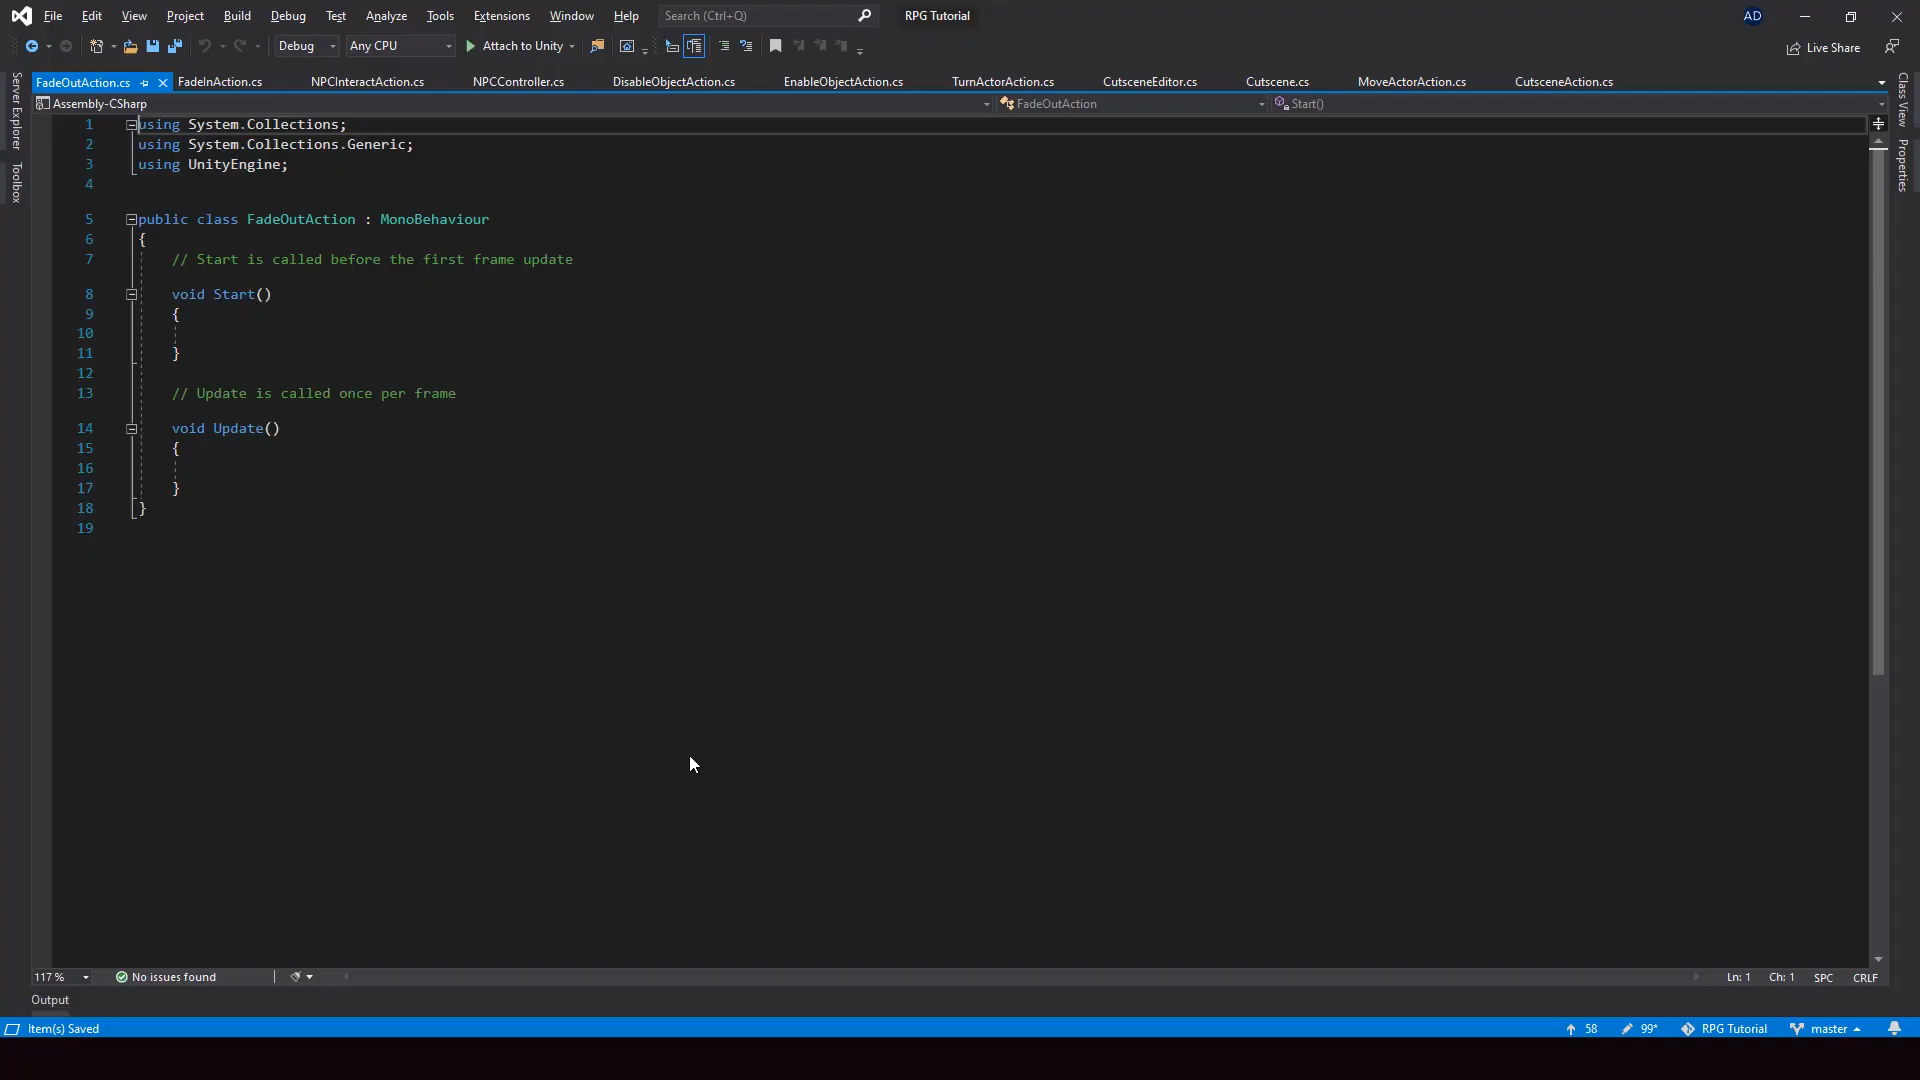 File Edit View Project Build Debug Test Analyze Tools Extensions Window Help Search (Ctrl+Q) RPG Tutorial AD
Debug Any CPU Attach to Unity Live Share
FadeOutAction.cs FadeInAction.cs NPCInteractAction.cs NPCController.cs DisableObjectAction.cs EnableObjectAction.cs TurnActorAction.cs CutsceneEditor.cs Cutscene.cs MoveActorAction.cs CutsceneAction.cs
Assembly-CSharp FadeOutAction Start()
Server Explorer
Toolbox
Class View
Properties
1 using System.Collections;
2 using System.Collections.Generic;
3 using UnityEngine;
4
5 public class FadeOutAction : MonoBehaviour
6 {
7 // Start is called before the first frame update
8 void Start()
9 {
10
11 }
12
13 // Update is called once per frame
14 void Update()
15 {
16
17 }
18 }
19
117 % No issues found Ln: 1 Ch: 1 SPC CRLF
Output
Item(s) Saved 58 99* RPG Tutorial master